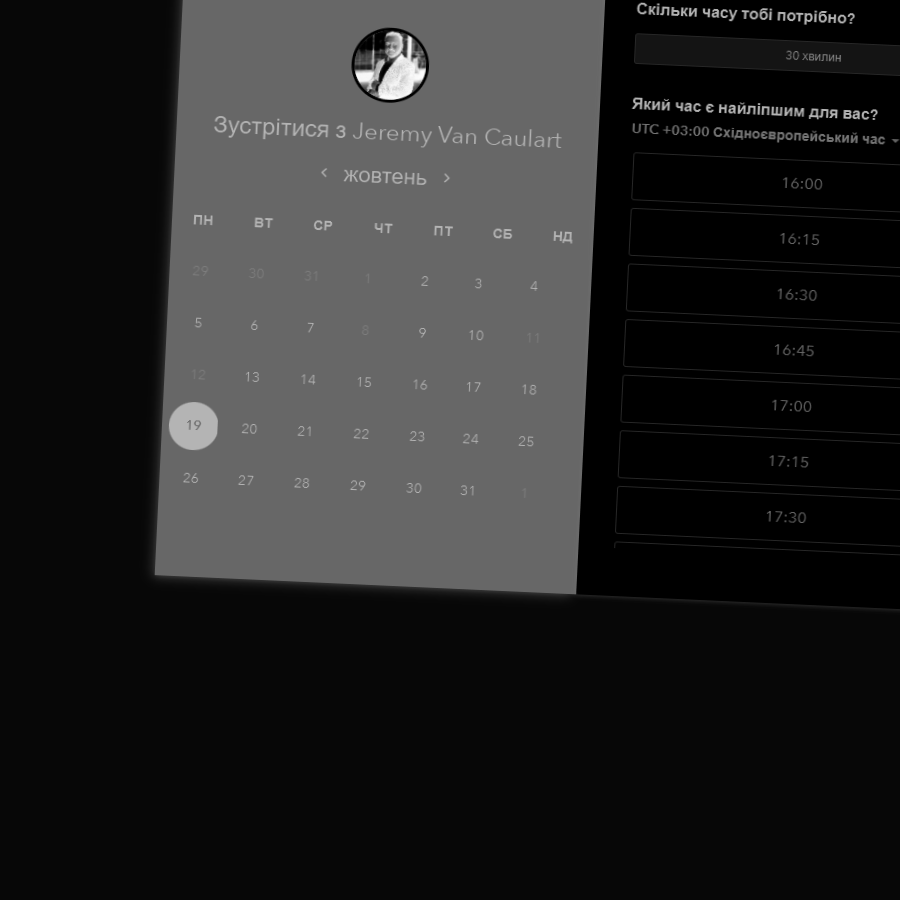 Зустрітися з Jeremy Van Caulart
‹ жовтень ›
ПН ВТ СР ЧТ ПТ СБ НД
29 30 31 1 2 3 4
5 6 7 8 9 10 11
12 13 14 15 16 17 18
19 20 21 22 23 24 25
26 27 28 29 30 31 1
Скільки часу тобі потрібно?
30 хвилин
Який час є найліпшим для вас?
UTC +03:00 Східноєвропейський час
16:00
16:15
16:30
16:45
17:00
17:15
17:30